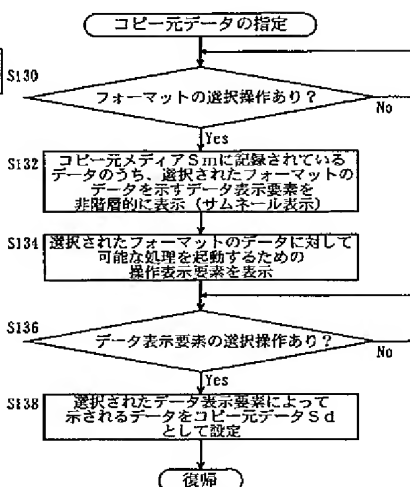 コピー元データの指定
S130
フォーマットの選択操作あり？
No
Yes
S132
コピー元メディアSmに記録されている
データのうち、選択されたフォーマットの
データを示すデータ表示要素を
非階層的に表示（サムネール表示）
S134
選択されたフォーマットのデータに対して
可能な処理を起動するための
操作表示要素を表示
S136
データ表示要素の選択操作あり？
No
Yes
S138
選択されたデータ表示要素によって
示されるデータをコピー元データSd
として設定
復帰